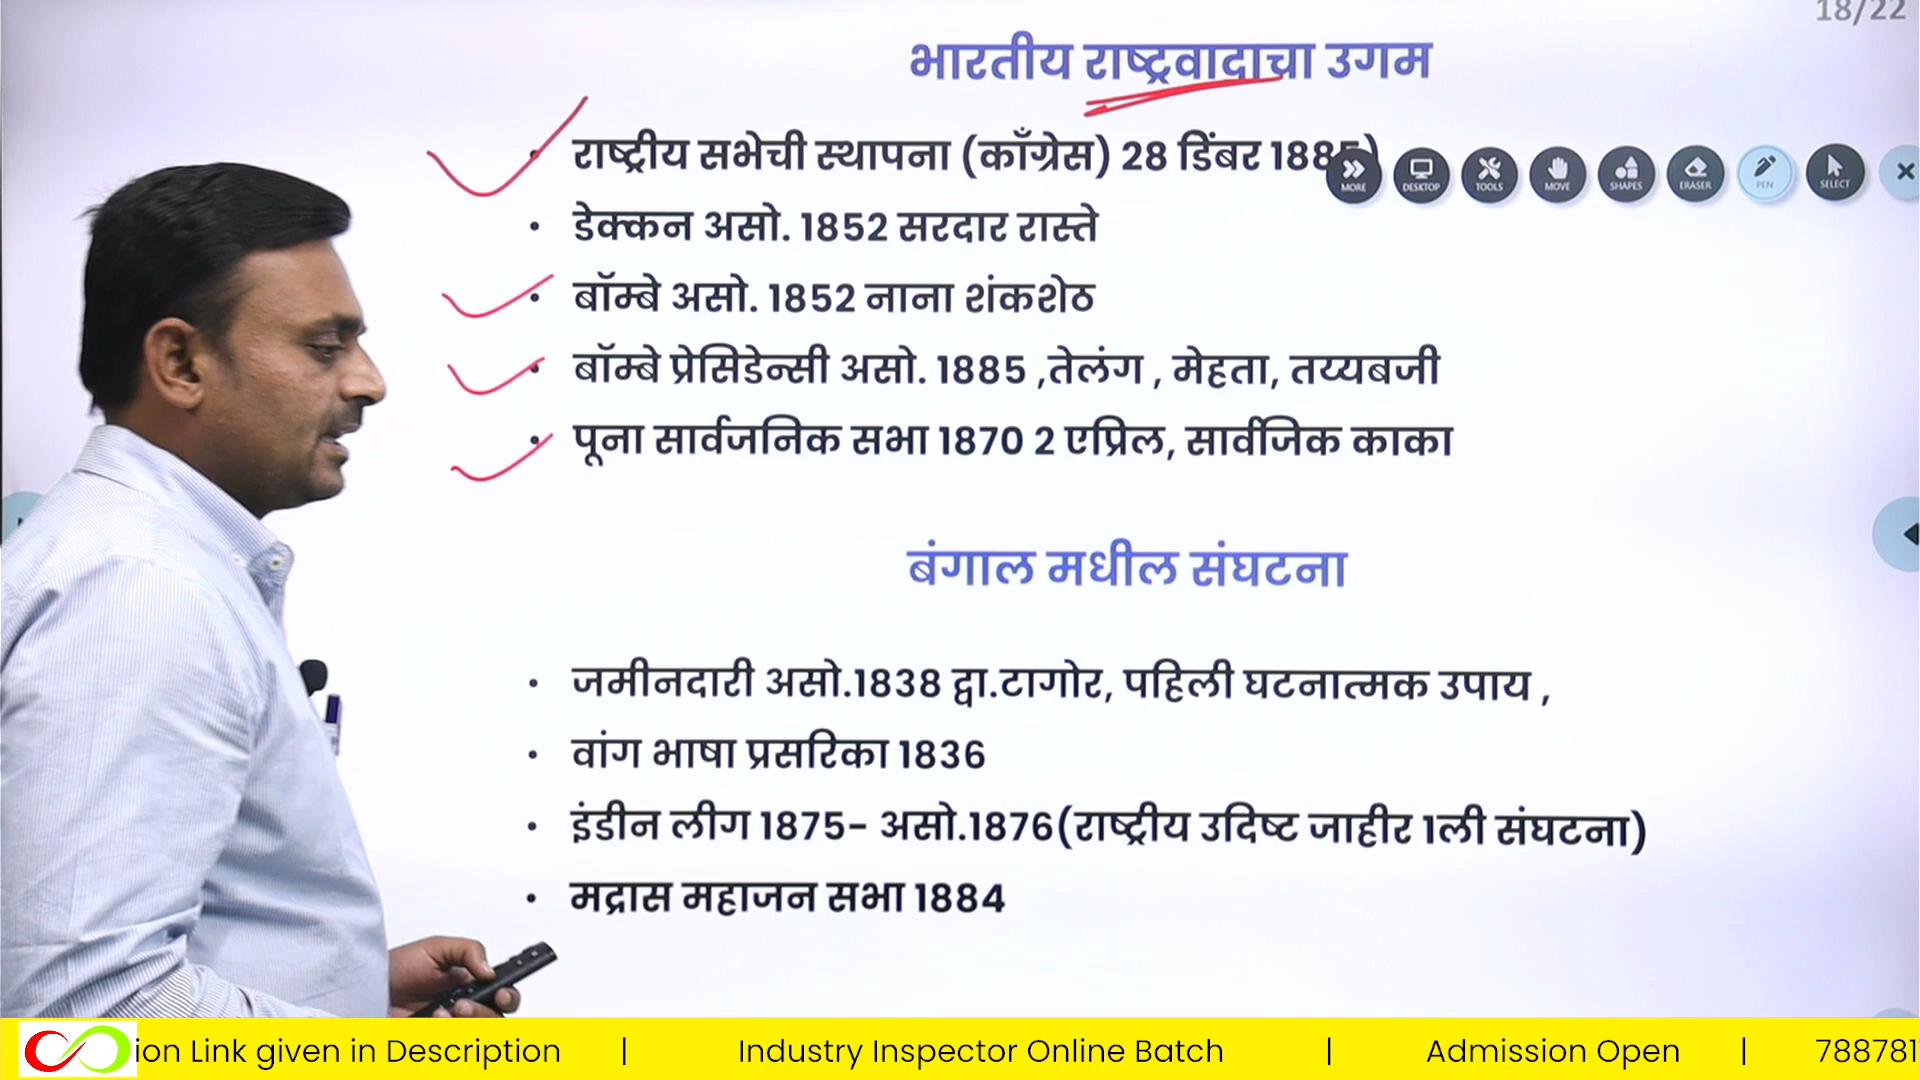 18/22
भारतीय राष्ट्रवादाचा उगम
• राष्ट्रीय सभेची स्थापना (काँग्रेस) 28 डिंबर 1885)
• डेक्कन असो. 1852 सरदार रास्ते
• बॉम्बे असो. 1852 नाना शंकशेठ
• बॉम्बे प्रेसिडेन्सी असो. 1885 ,तेलंग , मेहता, तय्यबजी
• पूना सार्वजनिक सभा 1870 2 एप्रिल, सार्वजिक काका
MORE DESKTOP TOOLS MOVE SHAPES ERASER PEN SELECT
बंगाल मधील संघटना
• जमीनदारी असो.1838 द्वा.टागोर, पहिली घटनात्मक उपाय ,
• वांग भाषा प्रसरिका 1836
• इंडीन लीग 1875- असो.1876(राष्ट्रीय उदिष्ट जाहीर 1ली संघटना)
• मद्रास महाजन सभा 1884
ion Link given in Description | Industry Inspector Online Batch | Admission Open | 788781